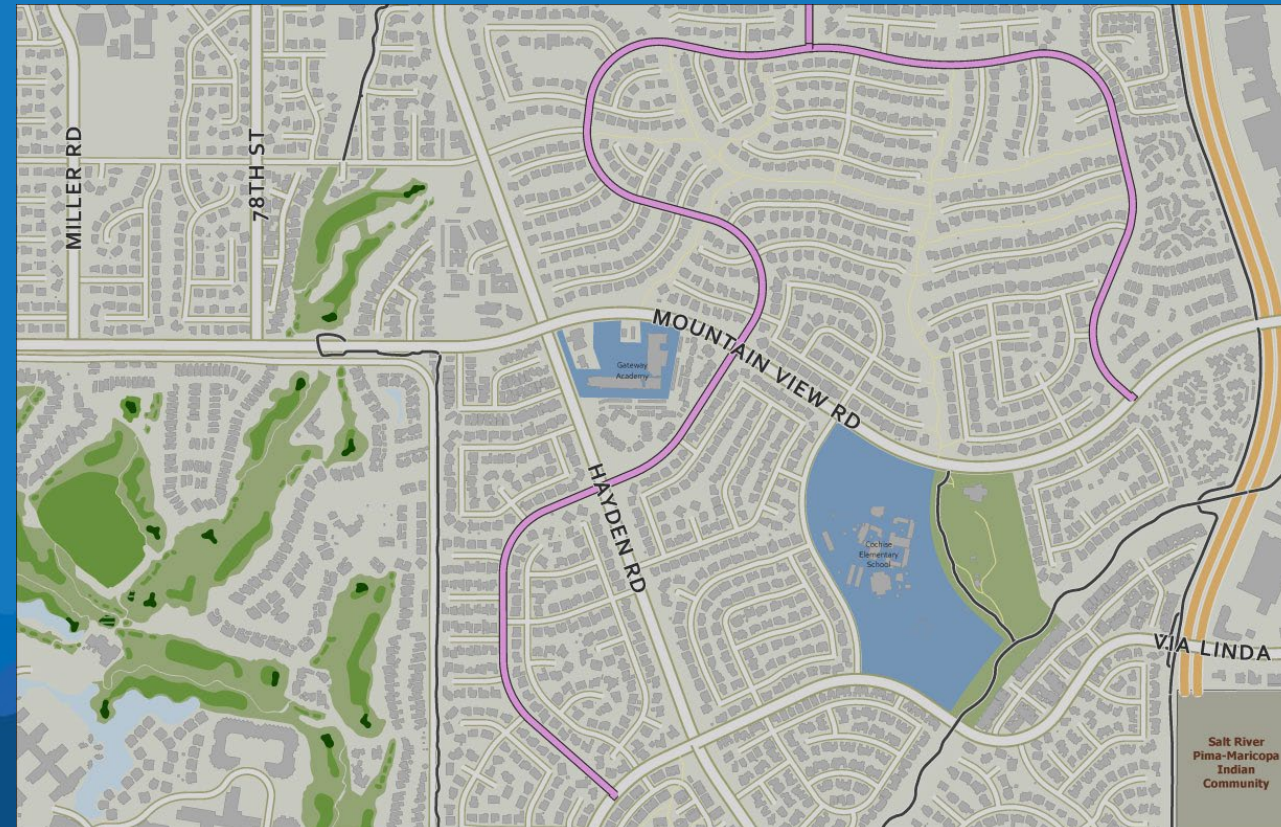 MILLER RD
78TH ST
MOUNTAIN VIEW RD
Gateway
Academy
HAYDEN RD
Cochise
Elementary
School
VIA LINDA
Salt River
Pima-Maricopa
Indian
Community